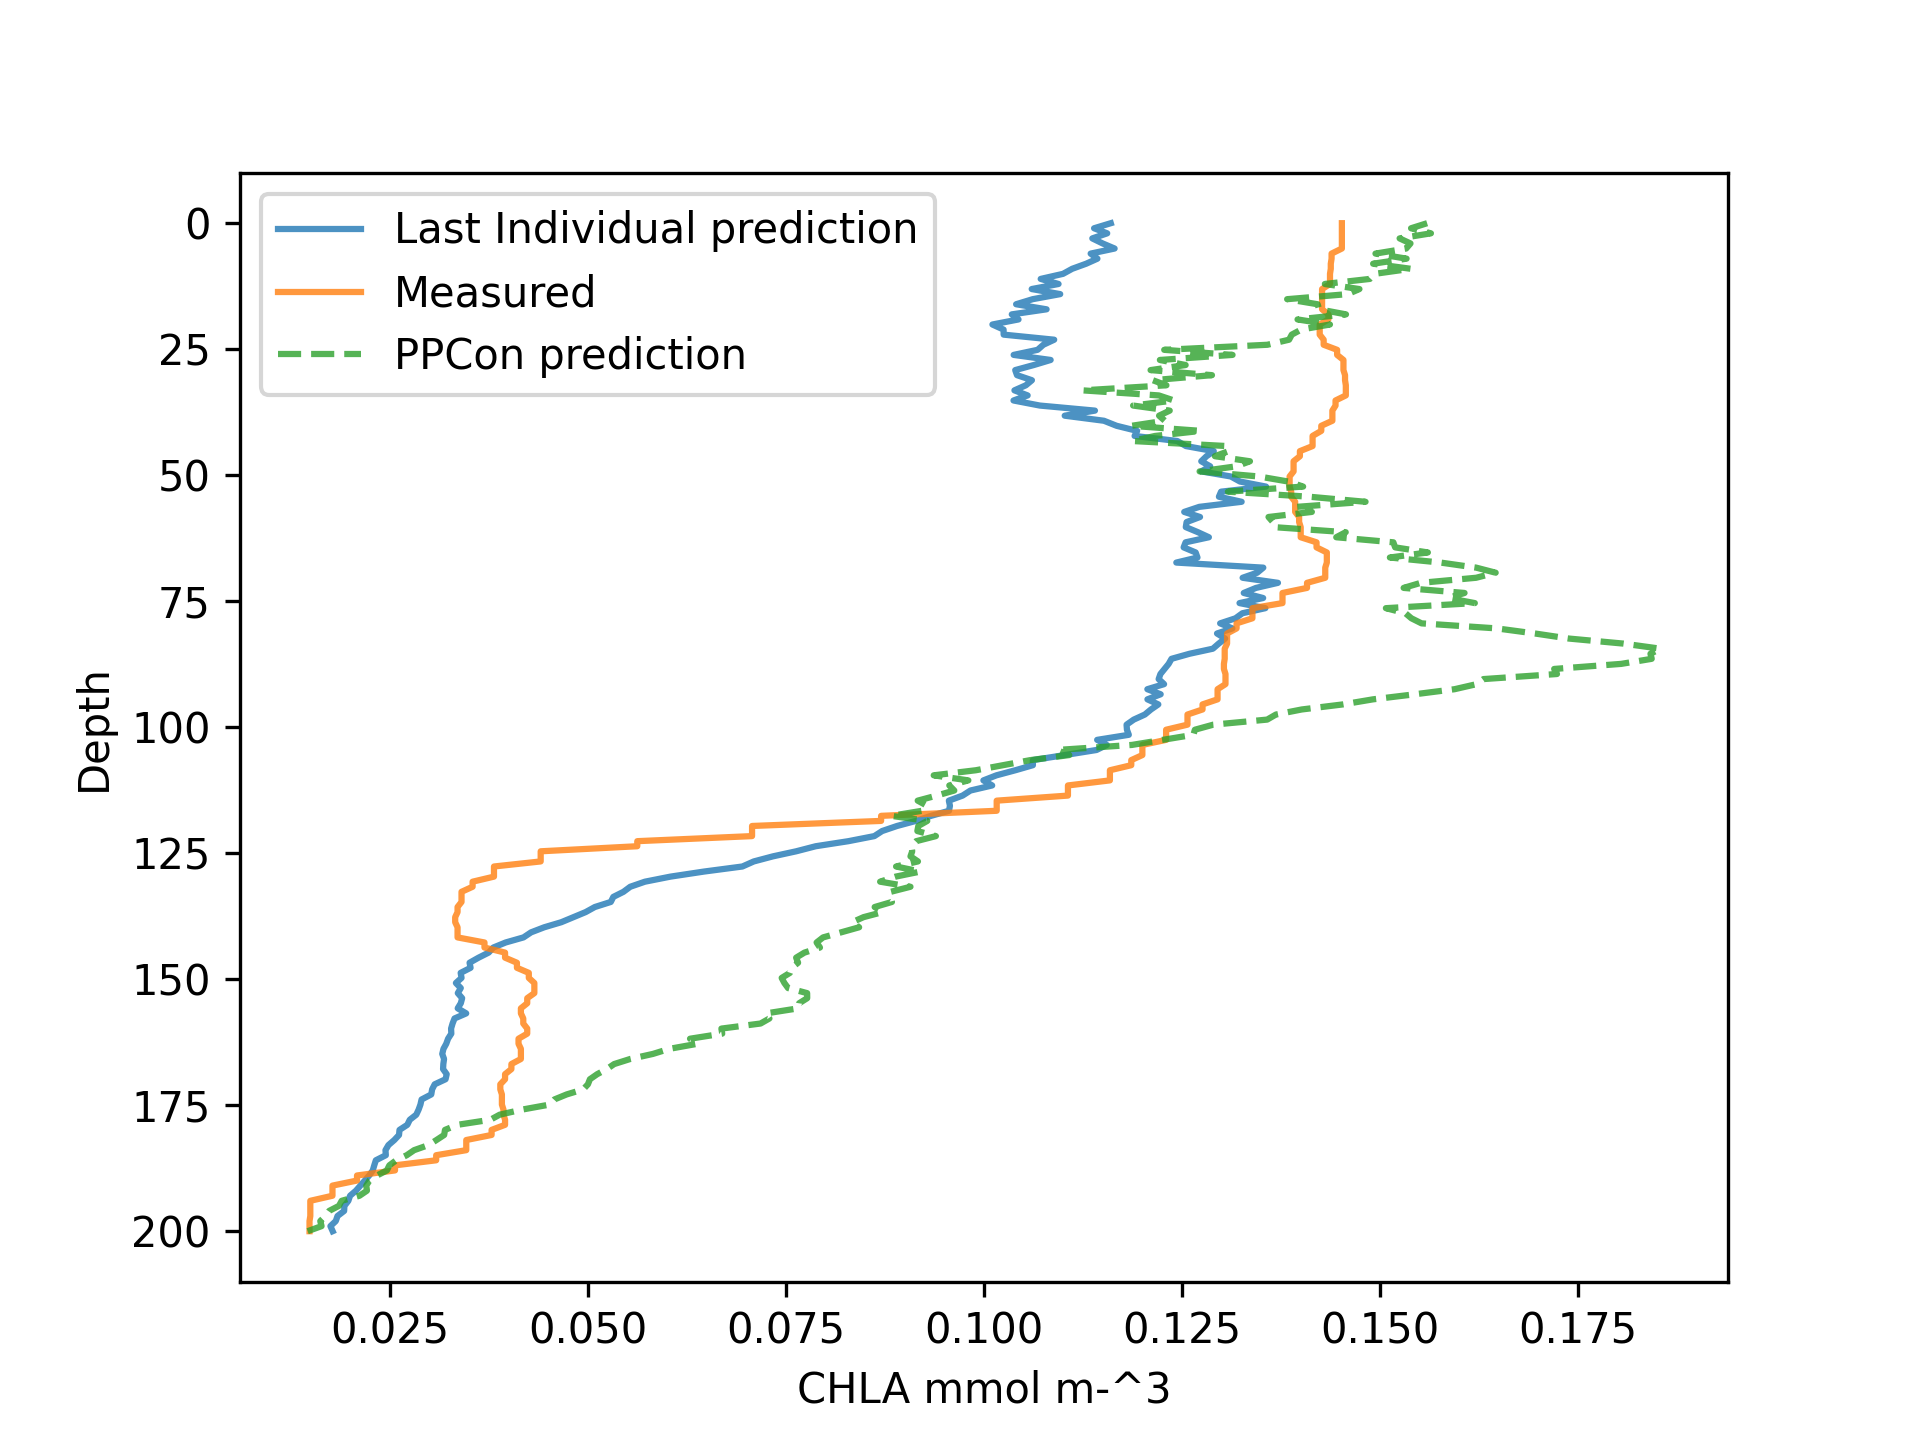 Last Individual prediction
Measured
PPCon prediction
0
25
50
75
100
125
150
175
200
Depth
0.025 0.050 0.075 0.100 0.125 0.150 0.175
CHLA mmol m-^3